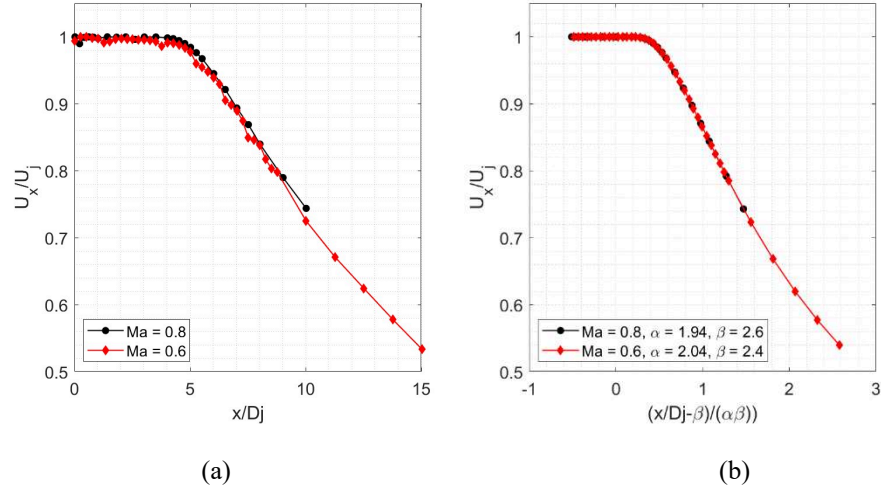 1
0.9
0.8
0.7
0.6
0.5
U_x/U_j
Ma = 0.8
Ma = 0.6
0 5 10 15
x/Dj
(a)
1
0.9
0.8
0.7
0.6
0.5
U_x/U_j
Ma = 0.8, α = 1.94, β = 2.6
Ma = 0.6, α = 2.04, β = 2.4
-1 0 1 2 3
(x/Dj-β)/(αβ))
(b)